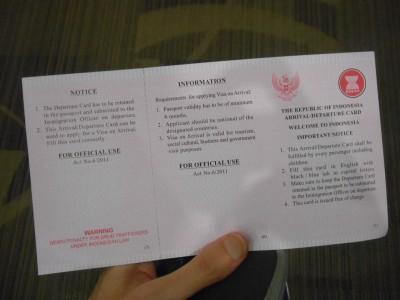 NOTICE
1. The Departure Card has to be retained
in the passport and submitted to the
Immigration Officer on departure.
2. This Arrival/Departure Card can be
used to apply for a Visa on Arrival.
Fill this card correctly.
FOR OFFICIAL USE
Act No.6/2011
WARNING
DEATH PENALTY FOR DRUG TRAFFICKERS
UNDER INDONESIAN LAW
INFORMATION
Requirements for applying Visa on Arrival:
1. Passport validity has to be of minimum
6 months.
2. Applicant should be national of the
designated countries.
3. Visa on Arrival is valid for tourism,
social cultural, business and government
visit purposes.
FOR OFFICIAL USE
Act No.6/2011
THE REPUBLIC OF INDONESIA
ARRIVAL/DEPARTURE CARD
WELCOME TO INDONESIA
IMPORTANT NOTICE
1. This Arrival/Departure Card shall be
fulfilled by every passenger including
children.
2. Fill this card in English with
black / blue ink in capital letters
3. Make sure to keep the Departure Card
retained in the passport to be submitted
to the Immigration Officer on departure
4. This card is issued free of charge.